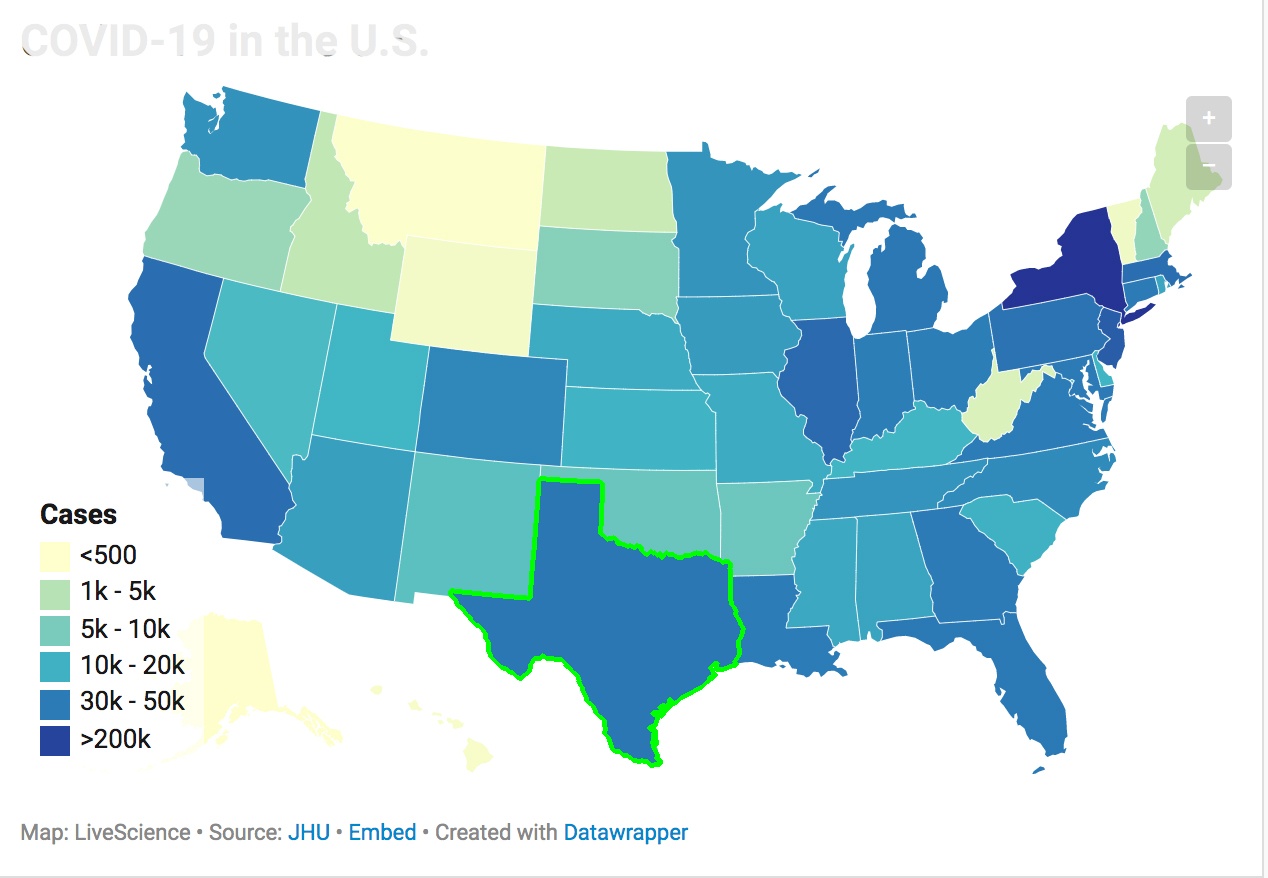 COVID-19 in the U.S.
+
−
Cases
<500
1k - 5k
5k - 10k
10k - 20k
30k - 50k
>200k
Map: LiveScience • Source: JHU • Embed • Created with Datawrapper